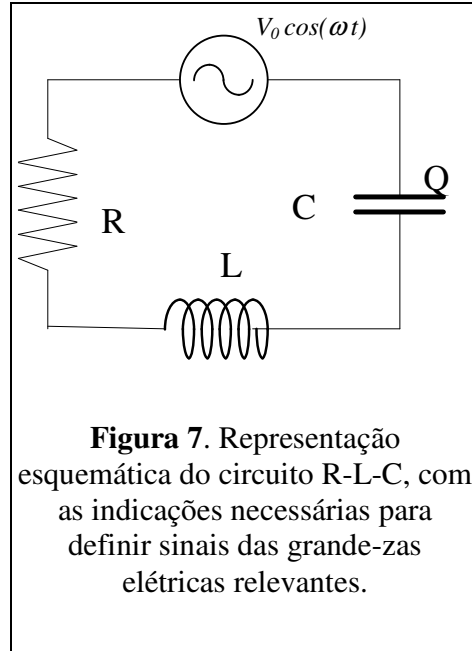 V₀ cos(ω t)
Q
C
R
L
Figura 7. Representação
esquemática do circuito R-L-C, com
as indicações necessárias para
definir sinais das grande-zas
elétricas relevantes.